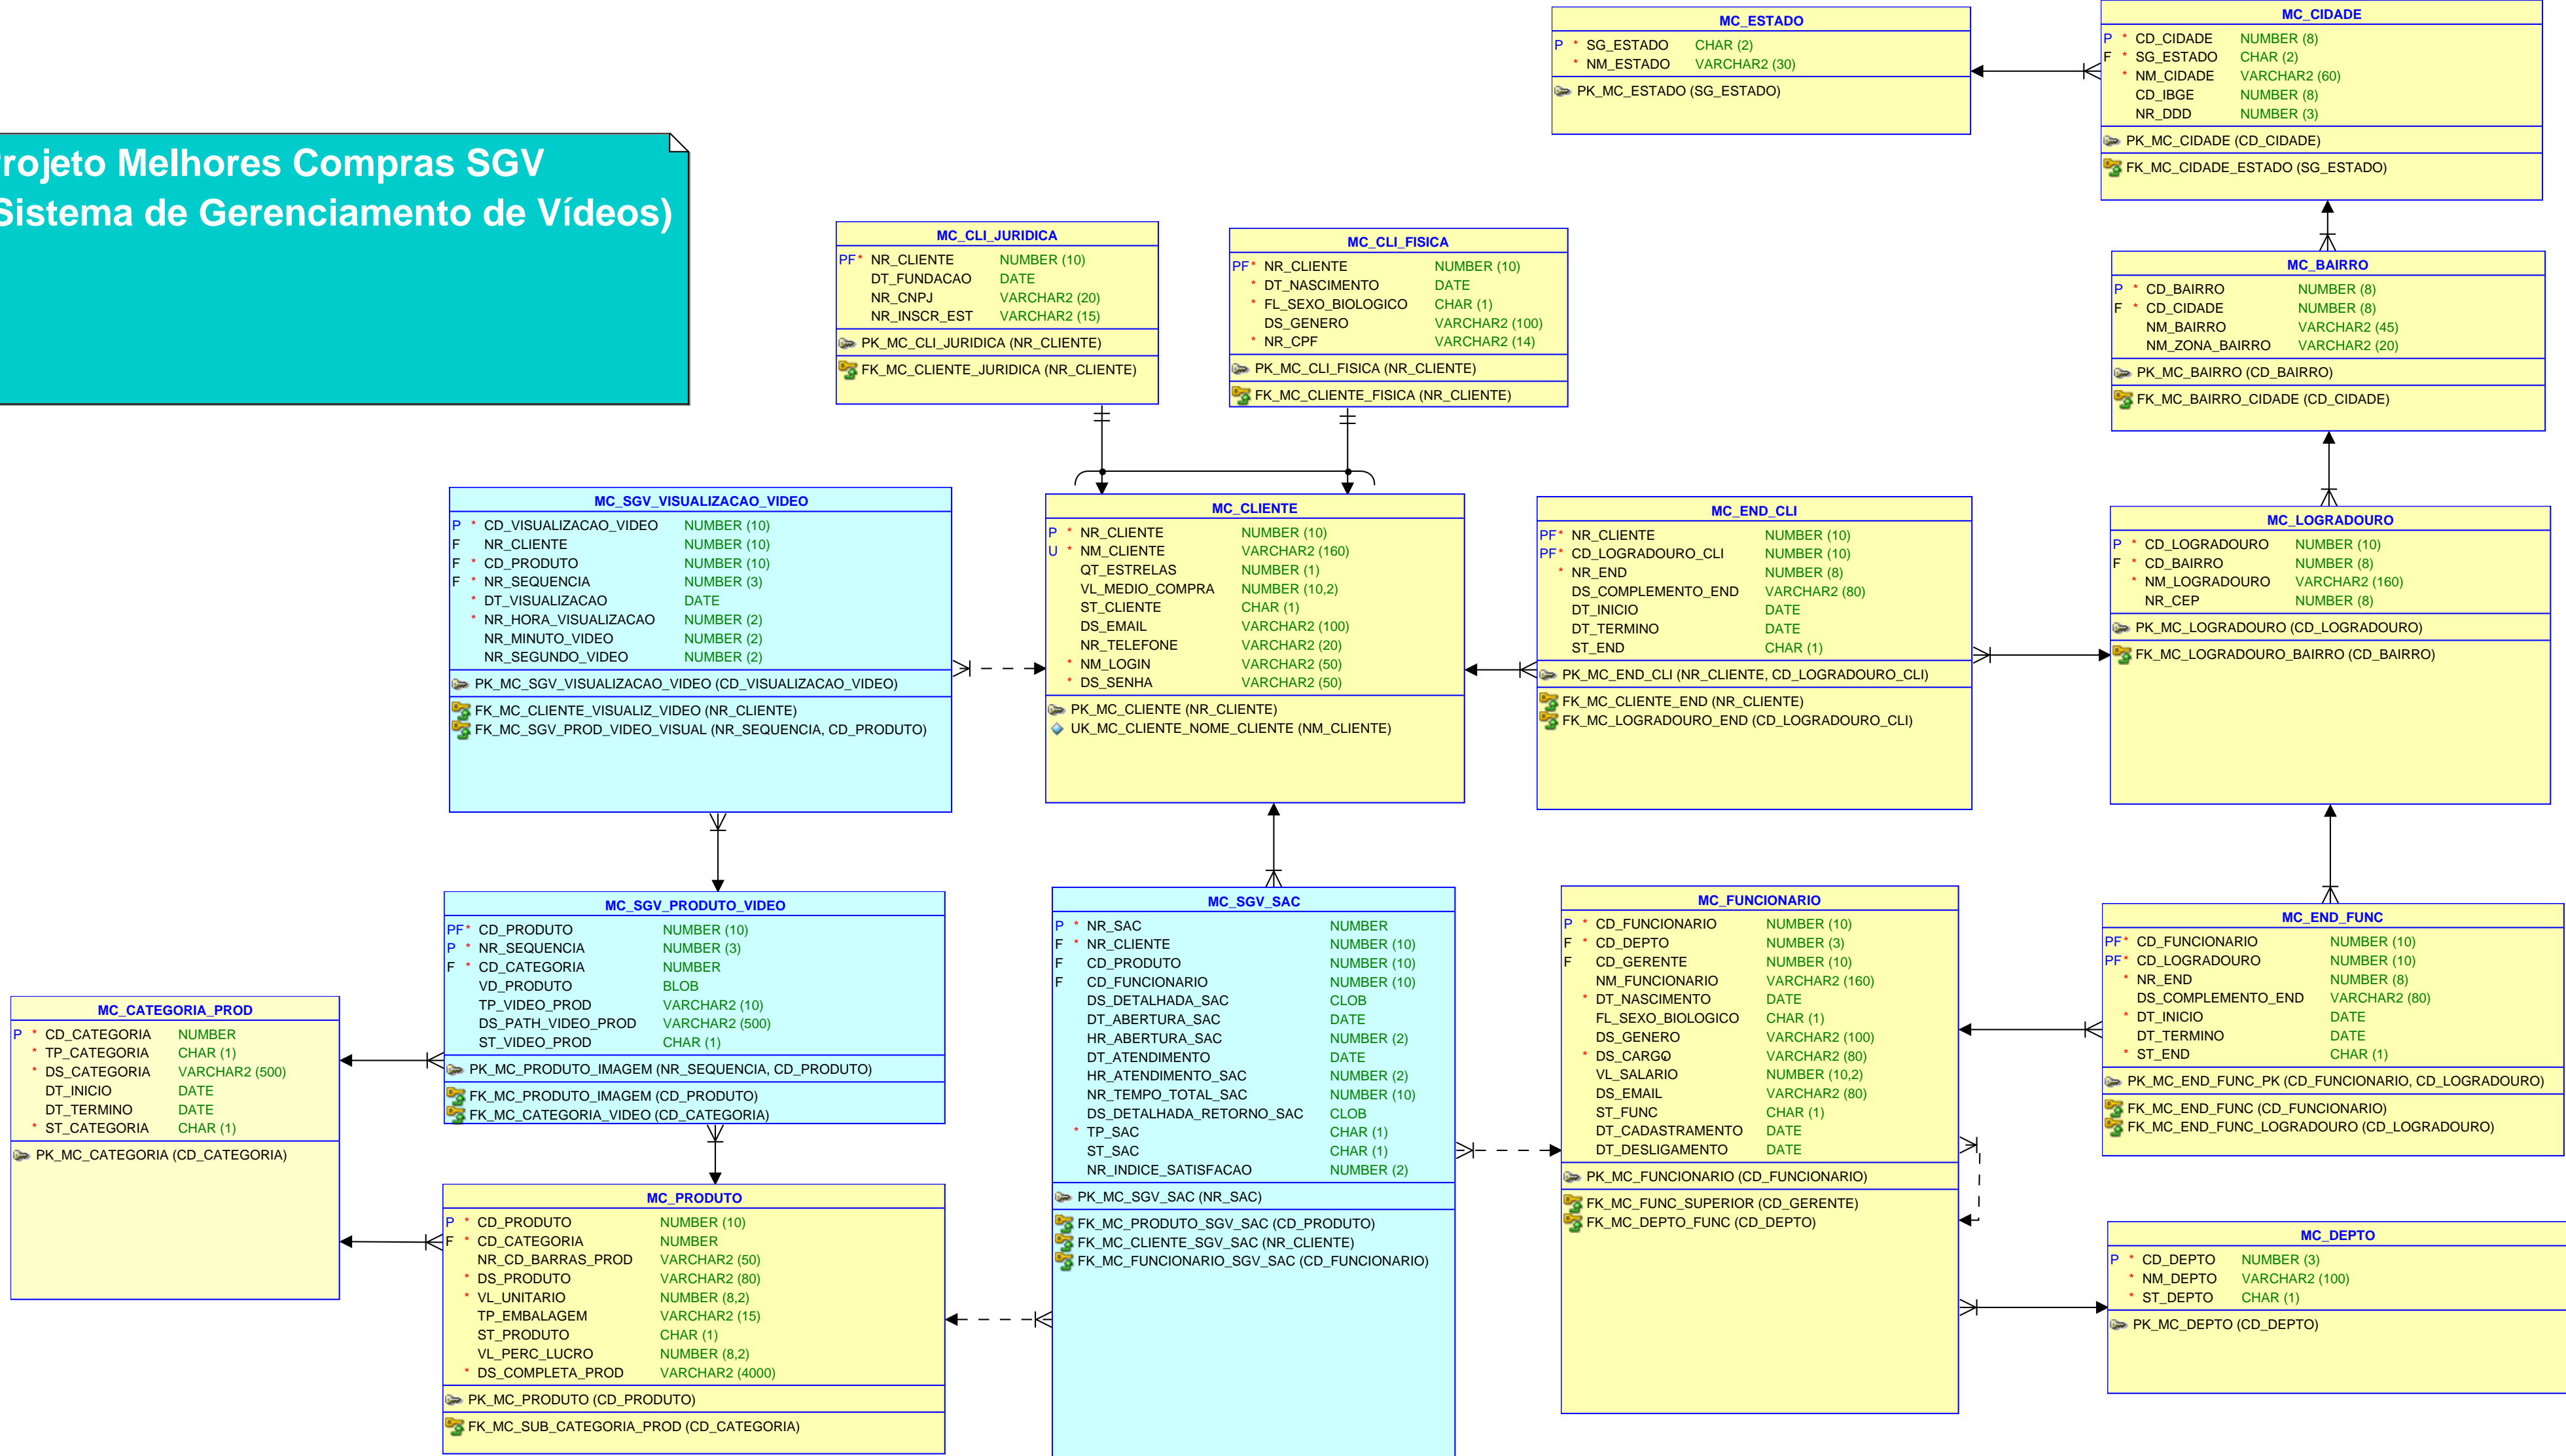 rojeto Melhores Compras SGV
Sistema de Gerenciamento de Vídeos)
MC_ESTADO
P * SG_ESTADO CHAR (2)
* NM_ESTADO VARCHAR2 (30)
PK_MC_ESTADO (SG_ESTADO)
MC_CIDADE
P * CD_CIDADE NUMBER (8)
F * SG_ESTADO CHAR (2)
* NM_CIDADE VARCHAR2 (60)
CD_IBGE NUMBER (8)
NR_DDD NUMBER (3)
PK_MC_CIDADE (CD_CIDADE)
FK_MC_CIDADE_ESTADO (SG_ESTADO)
MC_CLI_JURIDICA
PF* NR_CLIENTE NUMBER (10)
DT_FUNDACAO DATE
NR_CNPJ VARCHAR2 (20)
NR_INSCR_EST VARCHAR2 (15)
PK_MC_CLI_JURIDICA (NR_CLIENTE)
FK_MC_CLIENTE_JURIDICA (NR_CLIENTE)
MC_CLI_FISICA
PF* NR_CLIENTE NUMBER (10)
* DT_NASCIMENTO DATE
* FL_SEXO_BIOLOGICO CHAR (1)
DS_GENERO VARCHAR2 (100)
* NR_CPF VARCHAR2 (14)
PK_MC_CLI_FISICA (NR_CLIENTE)
FK_MC_CLIENTE_FISICA (NR_CLIENTE)
MC_BAIRRO
P * CD_BAIRRO NUMBER (8)
F * CD_CIDADE NUMBER (8)
NM_BAIRRO VARCHAR2 (45)
NM_ZONA_BAIRRO VARCHAR2 (20)
PK_MC_BAIRRO (CD_BAIRRO)
FK_MC_BAIRRO_CIDADE (CD_CIDADE)
MC_SGV_VISUALIZACAO_VIDEO
P * CD_VISUALIZACAO_VIDEO NUMBER (10)
F NR_CLIENTE NUMBER (10)
F * CD_PRODUTO NUMBER (10)
F * NR_SEQUENCIA NUMBER (3)
* DT_VISUALIZACAO DATE
* NR_HORA_VISUALIZACAO NUMBER (2)
NR_MINUTO_VIDEO NUMBER (2)
NR_SEGUNDO_VIDEO NUMBER (2)
PK_MC_SGV_VISUALIZACAO_VIDEO (CD_VISUALIZACAO_VIDEO)
FK_MC_CLIENTE_VISUALIZ_VIDEO (NR_CLIENTE)
FK_MC_SGV_PROD_VIDEO_VISUAL (NR_SEQUENCIA, CD_PRODUTO)
MC_CLIENTE
P * NR_CLIENTE NUMBER (10)
U * NM_CLIENTE VARCHAR2 (160)
QT_ESTRELAS NUMBER (1)
VL_MEDIO_COMPRA NUMBER (10,2)
ST_CLIENTE CHAR (1)
DS_EMAIL VARCHAR2 (100)
NR_TELEFONE VARCHAR2 (20)
* NM_LOGIN VARCHAR2 (50)
* DS_SENHA VARCHAR2 (50)
PK_MC_CLIENTE (NR_CLIENTE)
UK_MC_CLIENTE_NOME_CLIENTE (NM_CLIENTE)
MC_END_CLI
PF* NR_CLIENTE NUMBER (10)
PF* CD_LOGRADOURO_CLI NUMBER (10)
* NR_END NUMBER (8)
DS_COMPLEMENTO_END VARCHAR2 (80)
DT_INICIO DATE
DT_TERMINO DATE
ST_END CHAR (1)
PK_MC_END_CLI (NR_CLIENTE, CD_LOGRADOURO_CLI)
FK_MC_CLIENTE_END (NR_CLIENTE)
FK_MC_LOGRADOURO_END (CD_LOGRADOURO_CLI)
MC_LOGRADOURO
P * CD_LOGRADOURO NUMBER (10)
F * CD_BAIRRO NUMBER (8)
* NM_LOGRADOURO VARCHAR2 (160)
NR_CEP NUMBER (8)
PK_MC_LOGRADOURO (CD_LOGRADOURO)
FK_MC_LOGRADOURO_BAIRRO (CD_BAIRRO)
MC_CATEGORIA_PROD
P * CD_CATEGORIA NUMBER
* TP_CATEGORIA CHAR (1)
* DS_CATEGORIA VARCHAR2 (500)
DT_INICIO DATE
DT_TERMINO DATE
* ST_CATEGORIA CHAR (1)
PK_MC_CATEGORIA (CD_CATEGORIA)
MC_SGV_PRODUTO_VIDEO
PF* CD_PRODUTO NUMBER (10)
P * NR_SEQUENCIA NUMBER (3)
F * CD_CATEGORIA NUMBER
VD_PRODUTO BLOB
TP_VIDEO_PROD VARCHAR2 (10)
DS_PATH_VIDEO_PROD VARCHAR2 (500)
ST_VIDEO_PROD CHAR (1)
PK_MC_PRODUTO_IMAGEM (NR_SEQUENCIA, CD_PRODUTO)
FK_MC_PRODUTO_IMAGEM (CD_PRODUTO)
FK_MC_CATEGORIA_VIDEO (CD_CATEGORIA)
MC_PRODUTO
P * CD_PRODUTO NUMBER (10)
F * CD_CATEGORIA NUMBER
NR_CD_BARRAS_PROD VARCHAR2 (50)
* DS_PRODUTO VARCHAR2 (80)
* VL_UNITARIO NUMBER (8,2)
TP_EMBALAGEM VARCHAR2 (15)
ST_PRODUTO CHAR (1)
VL_PERC_LUCRO NUMBER (8,2)
* DS_COMPLETA_PROD VARCHAR2 (4000)
PK_MC_PRODUTO (CD_PRODUTO)
FK_MC_SUB_CATEGORIA_PROD (CD_CATEGORIA)
MC_SGV_SAC
P * NR_SAC NUMBER
F * NR_CLIENTE NUMBER (10)
F CD_PRODUTO NUMBER (10)
F CD_FUNCIONARIO NUMBER (10)
DS_DETALHADA_SAC CLOB
DT_ABERTURA_SAC DATE
HR_ABERTURA_SAC NUMBER (2)
DT_ATENDIMENTO DATE
HR_ATENDIMENTO_SAC NUMBER (2)
NR_TEMPO_TOTAL_SAC NUMBER (10)
DS_DETALHADA_RETORNO_SAC CLOB
* TP_SAC CHAR (1)
ST_SAC CHAR (1)
NR_INDICE_SATISFACAO NUMBER (2)
PK_MC_SGV_SAC (NR_SAC)
FK_MC_PRODUTO_SGV_SAC (CD_PRODUTO)
FK_MC_CLIENTE_SGV_SAC (NR_CLIENTE)
FK_MC_FUNCIONARIO_SGV_SAC (CD_FUNCIONARIO)
MC_FUNCIONARIO
P * CD_FUNCIONARIO NUMBER (10)
F * CD_DEPTO NUMBER (3)
F CD_GERENTE NUMBER (10)
NM_FUNCIONARIO VARCHAR2 (160)
* DT_NASCIMENTO DATE
FL_SEXO_BIOLOGICO CHAR (1)
DS_GENERO VARCHAR2 (100)
* DS_CARGO VARCHAR2 (80)
VL_SALARIO NUMBER (10,2)
DS_EMAIL VARCHAR2 (80)
ST_FUNC CHAR (1)
DT_CADASTRAMENTO DATE
DT_DESLIGAMENTO DATE
PK_MC_FUNCIONARIO (CD_FUNCIONARIO)
FK_MC_FUNC_SUPERIOR (CD_GERENTE)
FK_MC_DEPTO_FUNC (CD_DEPTO)
MC_END_FUNC
PF* CD_FUNCIONARIO NUMBER (10)
PF* CD_LOGRADOURO NUMBER (10)
* NR_END NUMBER (8)
DS_COMPLEMENTO_END VARCHAR2 (80)
* DT_INICIO DATE
DT_TERMINO DATE
* ST_END CHAR (1)
PK_MC_END_FUNC_PK (CD_FUNCIONARIO, CD_LOGRADOURO)
FK_MC_END_FUNC (CD_FUNCIONARIO)
FK_MC_END_FUNC_LOGRADOURO (CD_LOGRADOURO)
MC_DEPTO
P * CD_DEPTO NUMBER (3)
* NM_DEPTO VARCHAR2 (100)
* ST_DEPTO CHAR (1)
PK_MC_DEPTO (CD_DEPTO)